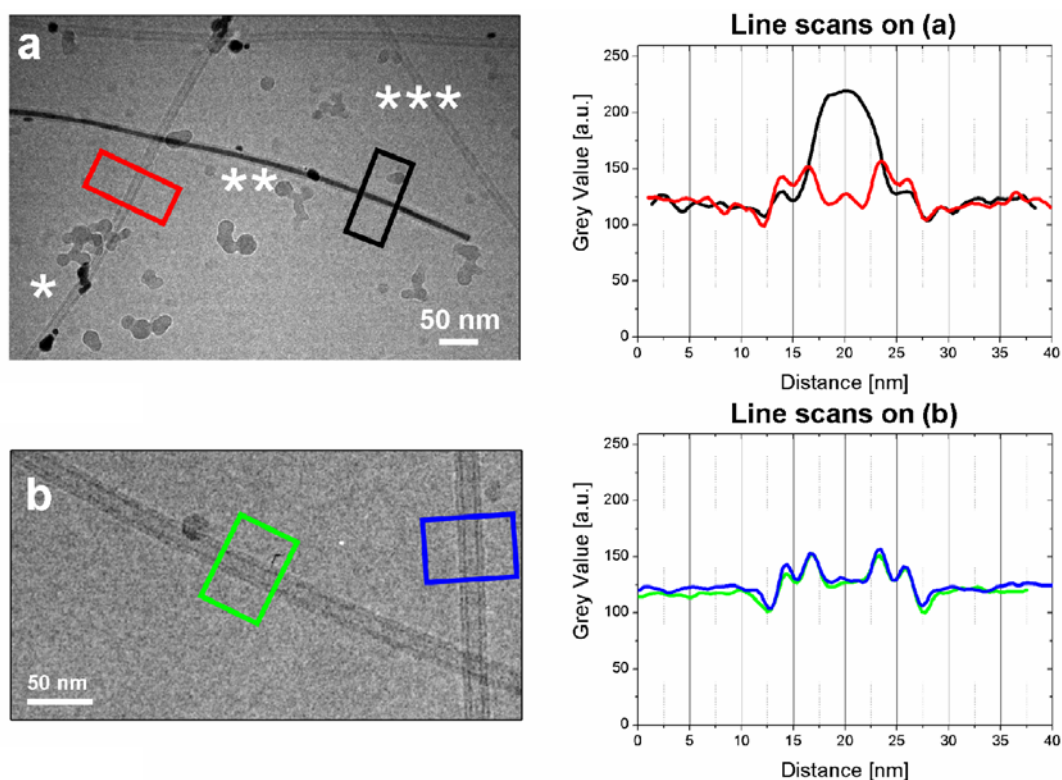 a
***
**
*
50 nm
Line scans on (a)
Grey Value [a.u.]
250
200
150
100
50
0
0 5 10 15 20 25 30 35 40
Distance [nm]
b
50 nm
Line scans on (b)
Grey Value [a.u.]
250
200
150
100
50
0
0 5 10 15 20 25 30 35 40
Distance [nm]